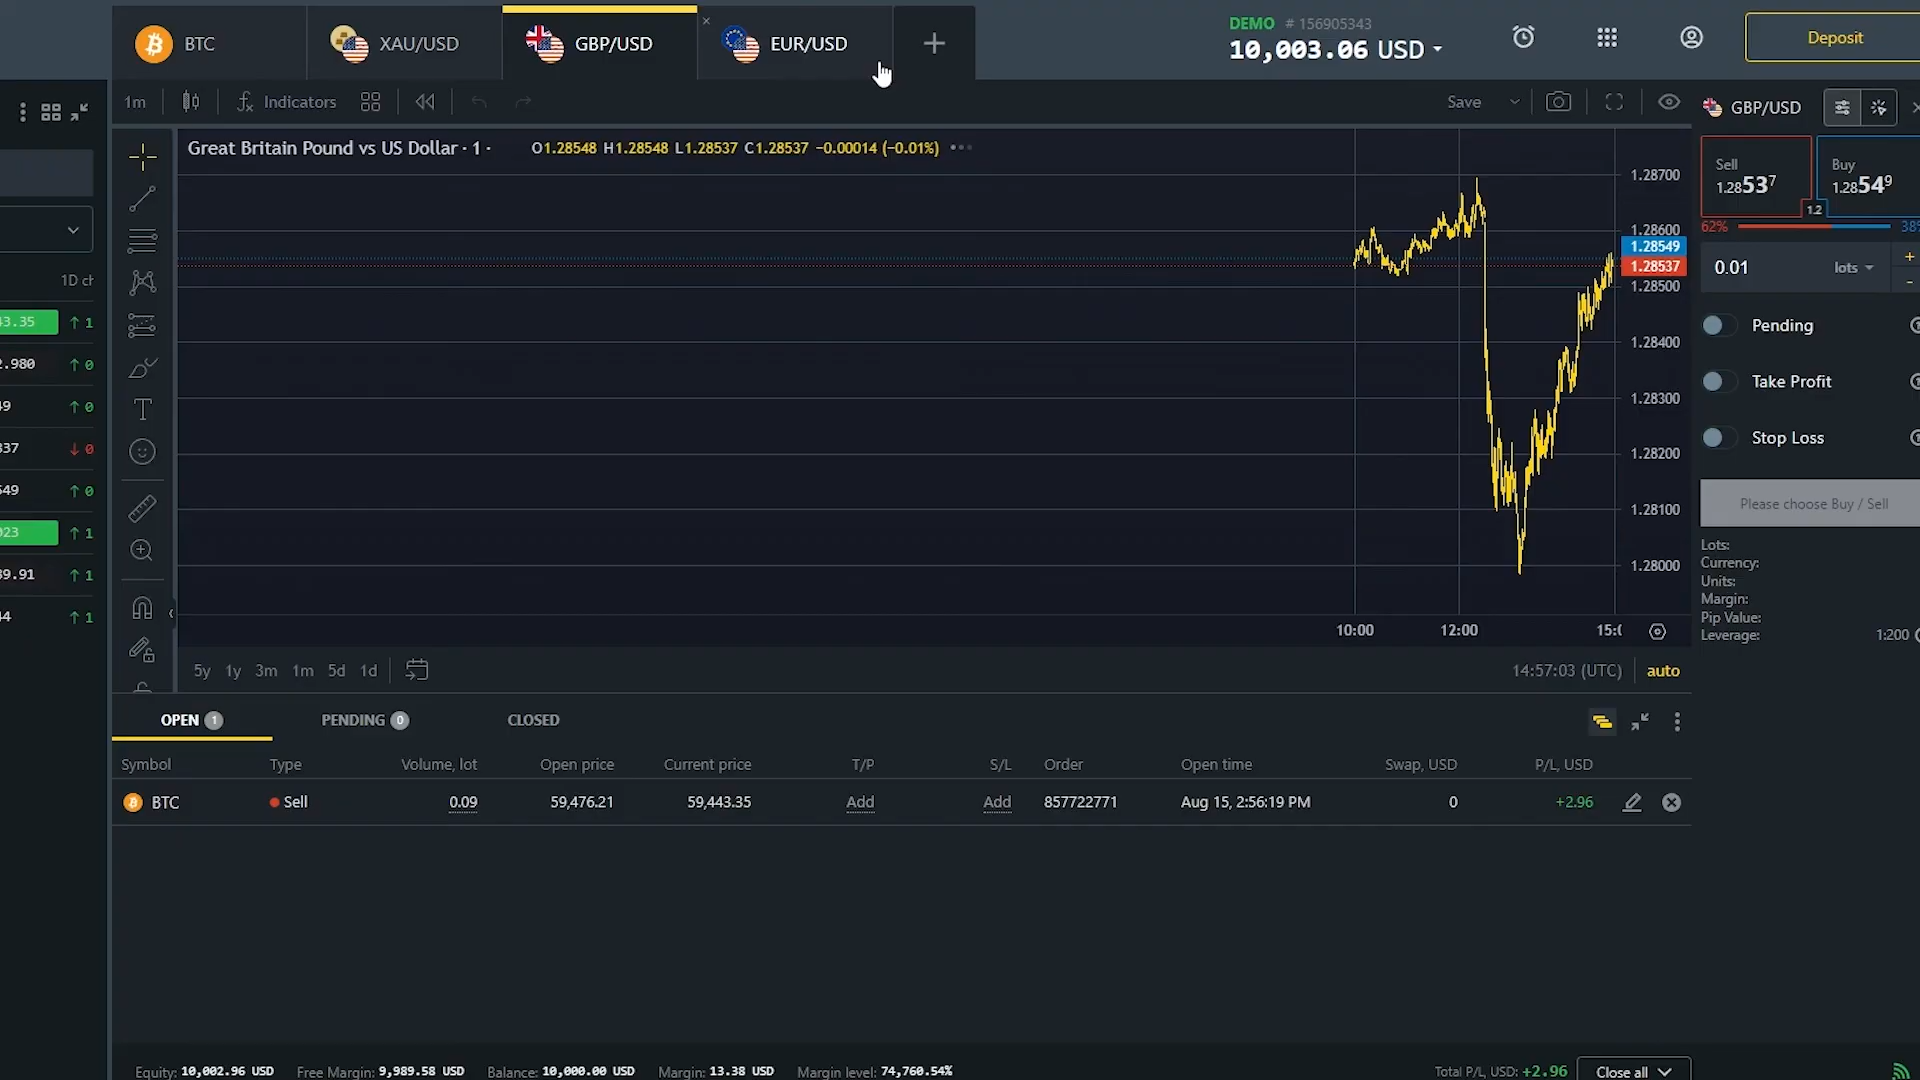 BTC
XAU/USD
GBP/USD
EUR/USD
DEMO # 156905343
10,003.06 USD
Deposit
1m
Indicators
Save
GBP/USD
Great Britain Pound vs US Dollar · 1 · O1.28548 H1.28548 L1.28537 C1.28537 −0.00014 (−0.01%)
Sell
1.28537
Buy
1.28549
1.2
62%
38%
0.01 lots
Pending
Take Profit
Stop Loss
Please choose Buy / Sell
Lots:
Currency:
Units:
Margin:
Pip Value:
Leverage: 1:200
1D ch
43.35 1
2.980 0
49 0
337 0
549 0
023 1
39.91 1
44 1
1.28700
1.28600
1.28549
1.28537
1.28500
1.28400
1.28300
1.28200
1.28100
1.28000
10:00 12:00 15:0
5y 1y 3m 1m 5d 1d
14:57:03 (UTC) auto
OPEN 1 PENDING 0 CLOSED
Symbol Type Volume, lot Open price Current price T/P S/L Order Open time Swap, USD P/L, USD
BTC Sell 0.09 59,476.21 59,443.35 Add Add 857722771 Aug 15, 2:56:19 PM 0 +2.96
Equity: 10,002.96 USD Free Margin: 9,989.58 USD Balance: 10,000.00 USD Margin: 13.38 USD Margin level: 74,760.54% Total P/L, USD: +2.96 Close all